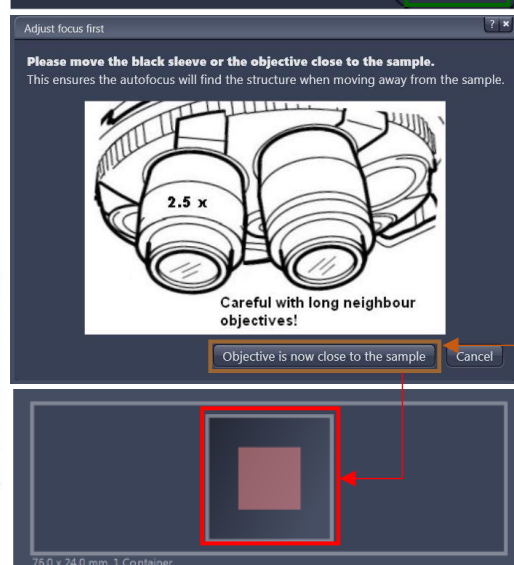 Adjust focus first
? ×
Please move the black sleeve or the objective close to the sample.
This ensures the autofocus will find the structure when moving away from the sample.
2.5 x
Careful with long neighbour
objectives!
Objective is now close to the sample
Cancel
76.0 x 24.0 mm, 1 Container